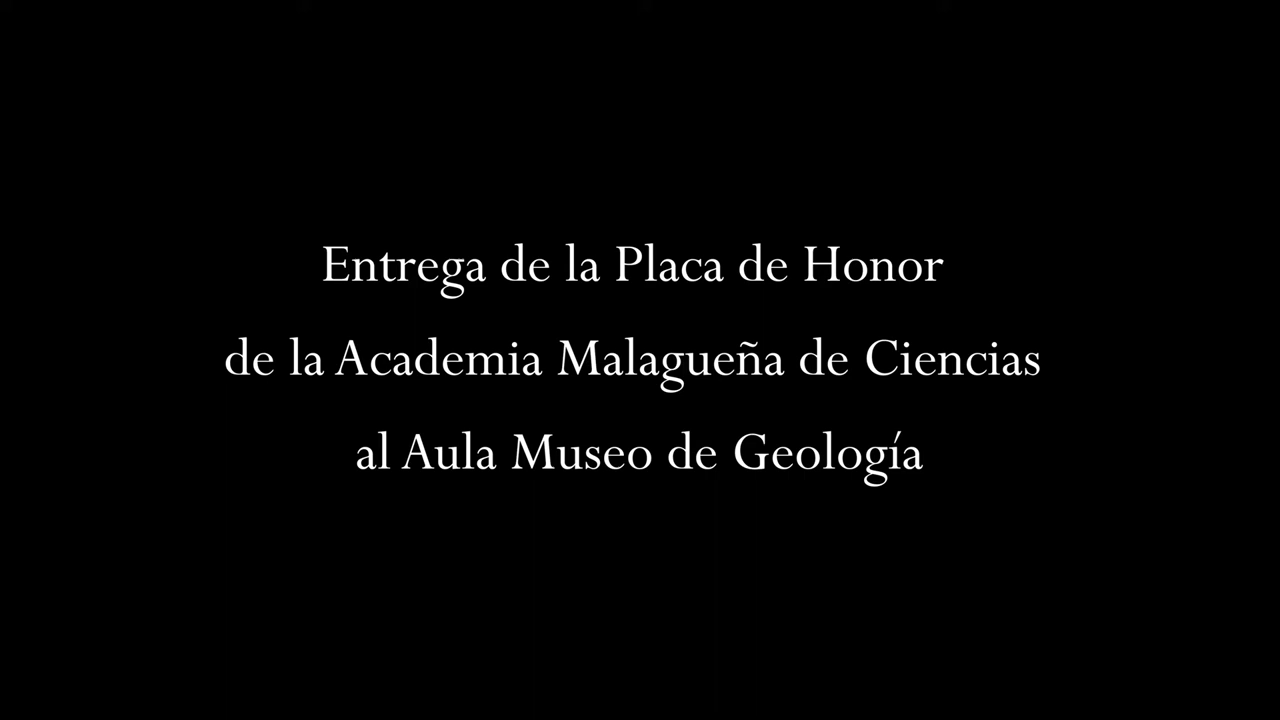 Entrega de la Placa de Honor
de la Academia Malagueña de Ciencias
al Aula Museo de Geología